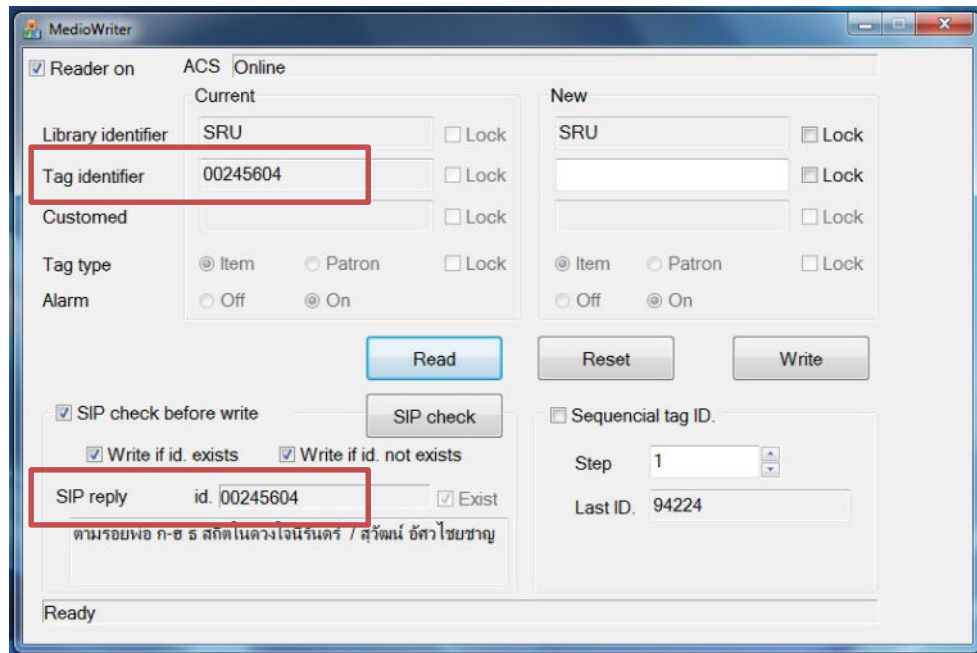 MedioWriter
Reader on ACS Online
Current New
Library identifier SRU Lock SRU Lock
Tag identifier 00245604 Lock Lock
Customed Lock Lock
Tag type Item Patron Lock Item Patron Lock
Alarm Off On Off On
Read Reset Write
SIP check before write SIP check Sequencial tag ID.
Write if id. exists Write if id. not exists
Step 1
SIP reply id. 00245604 Exist
Last ID. 94224
ตามรอยพ่อ ก-ฮ ธ สถิตในดวงใจนิรันดร์ / สุวัฒน์ อัศวไชยชาญ
Ready